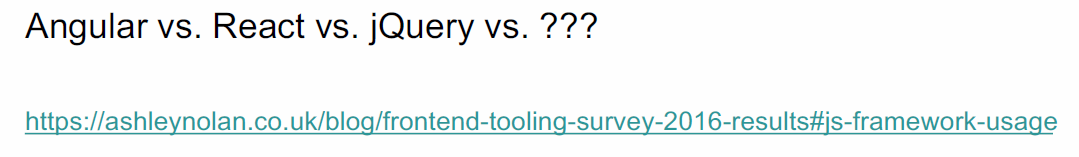 Angular vs. React vs. jQuery vs. ???
https://ashleynolan.co.uk/blog/frontend-tooling-survey-2016-results#js-framework-usage